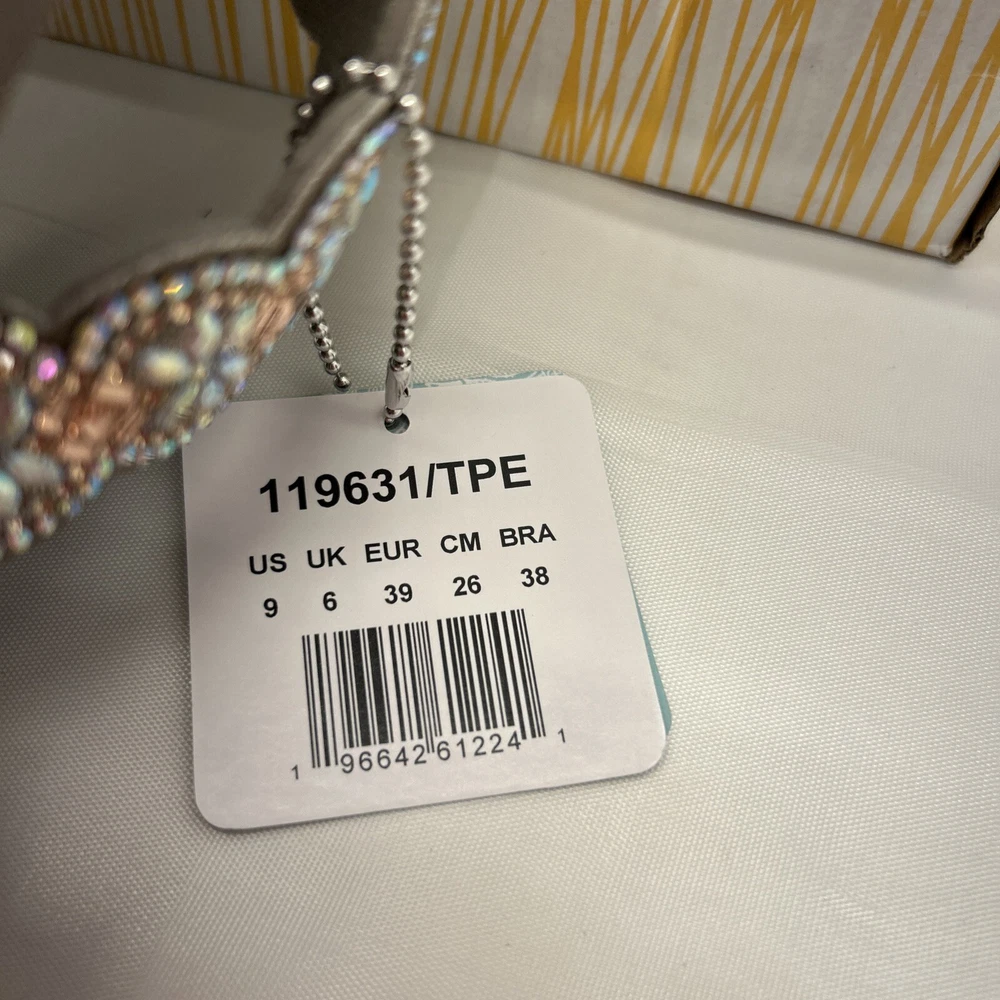 119631/TPE
US UK EUR CM BRA
9 6 39 26 38
1 96642 61224 1